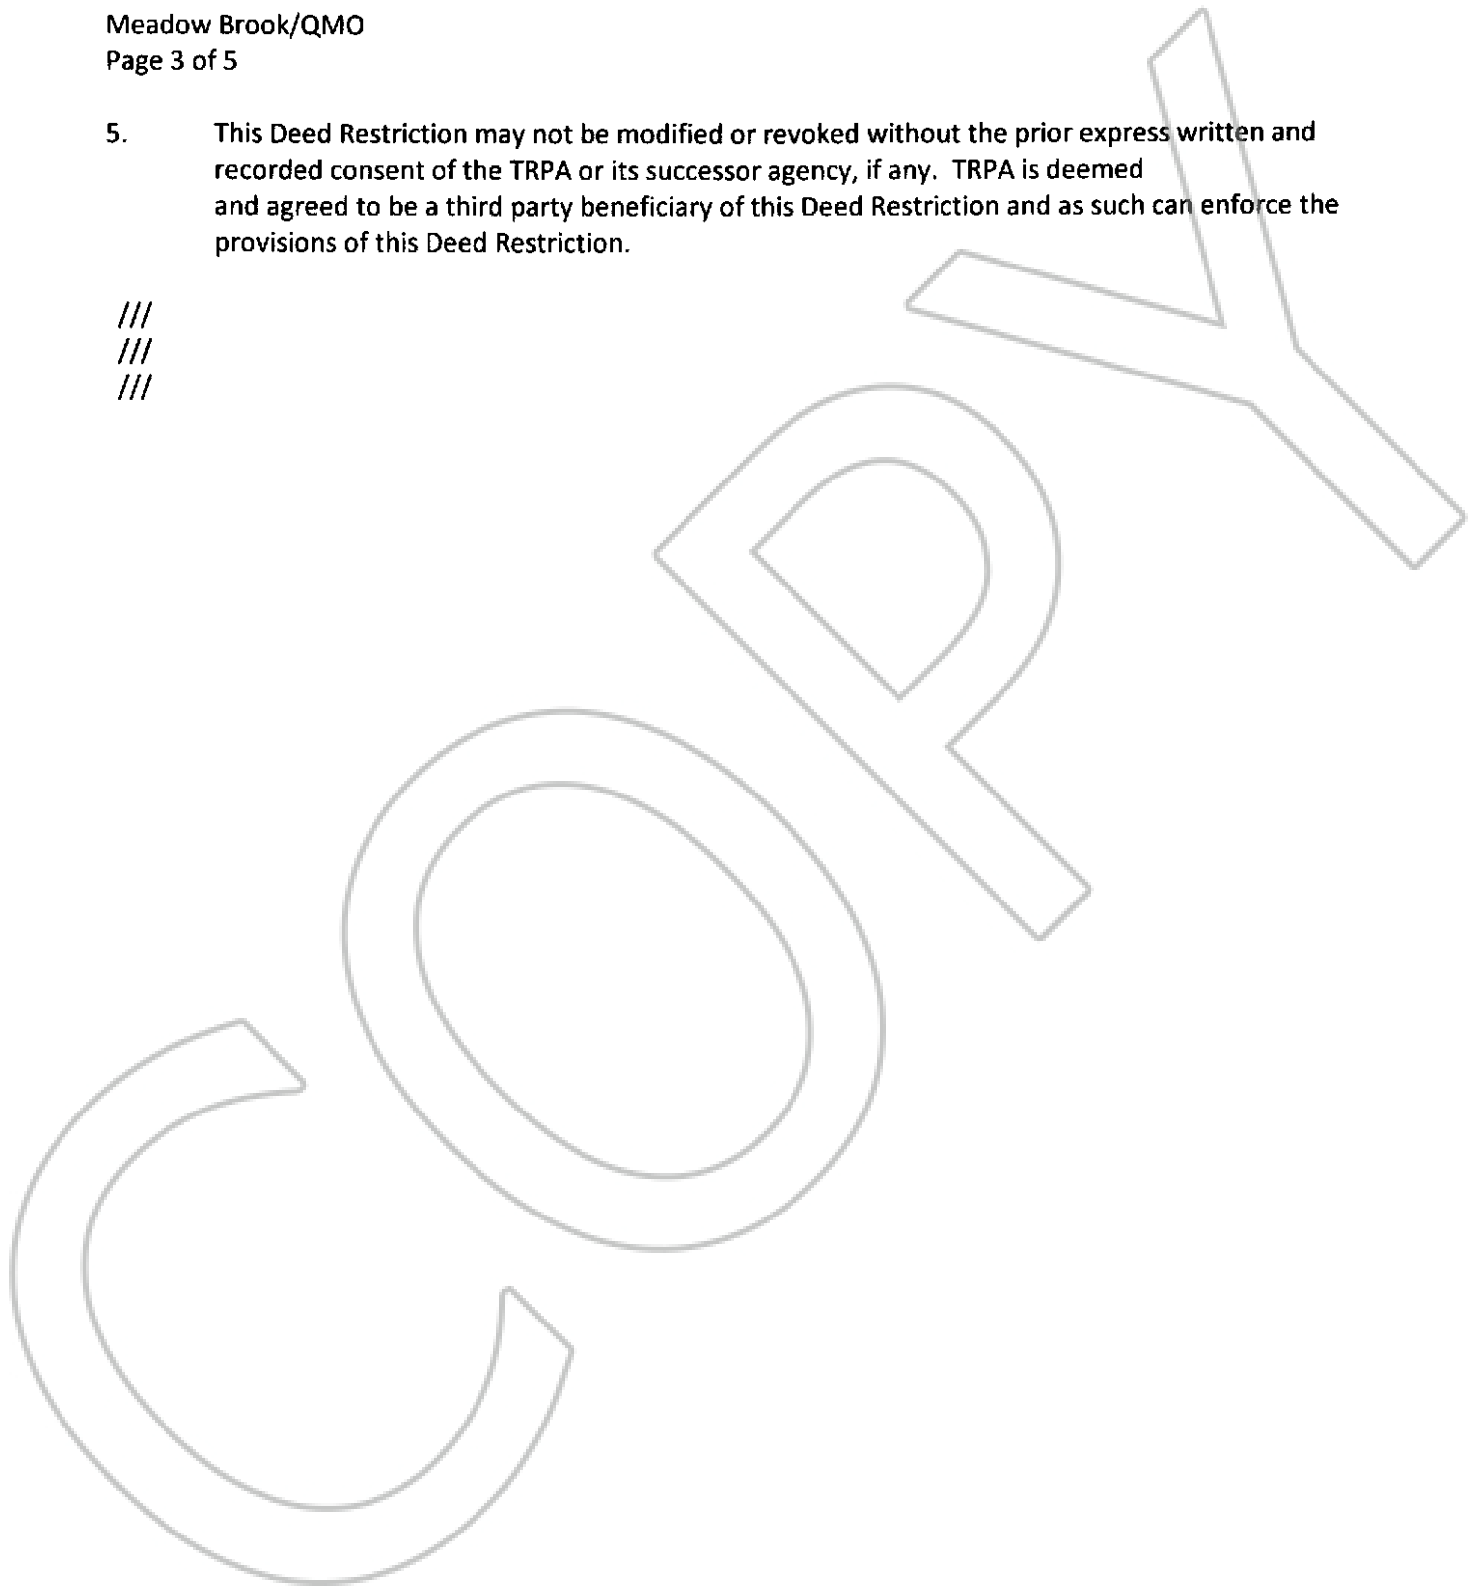 Meadow Brook/QMO
Page 3 of 5
5. This Deed Restriction may not be modified or revoked without the prior express written and
recorded consent of the TRPA or its successor agency, if any. TRPA is deemed
and agreed to be a third party beneficiary of this Deed Restriction and as such can enforce the
provisions of this Deed Restriction.
///
///
///
COPY